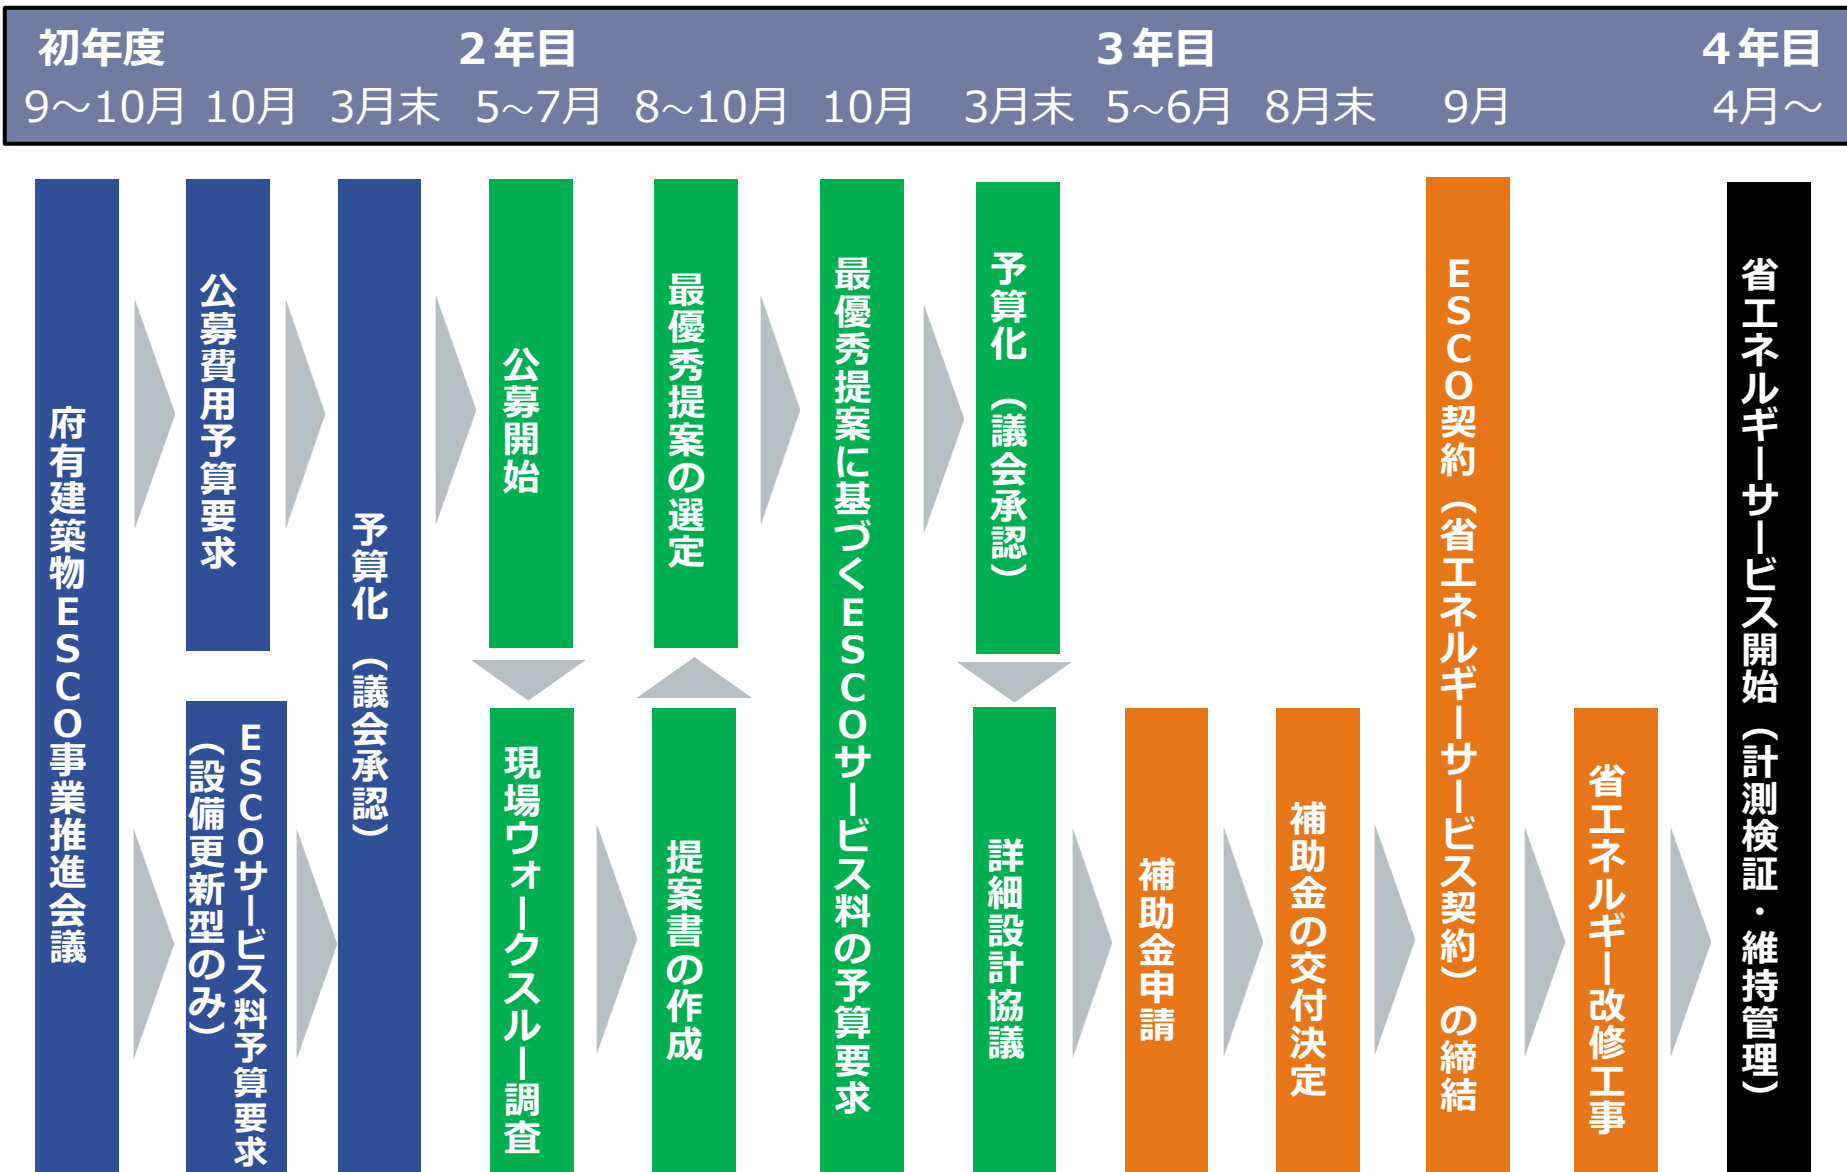 初年度 2年目 3年目 4年目
9～10月 10月 3月末 5～7月 8～10月 10月 3月末 5～6月 8月末 9月 4月～
府有建築物ESCO事業推進会議
公募費用予算要求
ESCOサービス料予算要求
（設備更新型のみ）
予算化（議会承認）
公募開始
現場ウォークスルー調査
最優秀提案の選定
提案書の作成
最優秀提案に基づくESCOサービス料の予算要求
予算化（議会承認）
詳細設計協議
補助金申請
補助金の交付決定
ESCO契約（省エネルギーサービス契約）の締結
省エネルギー改修工事
省エネルギーサービス開始（計測検証・維持管理）